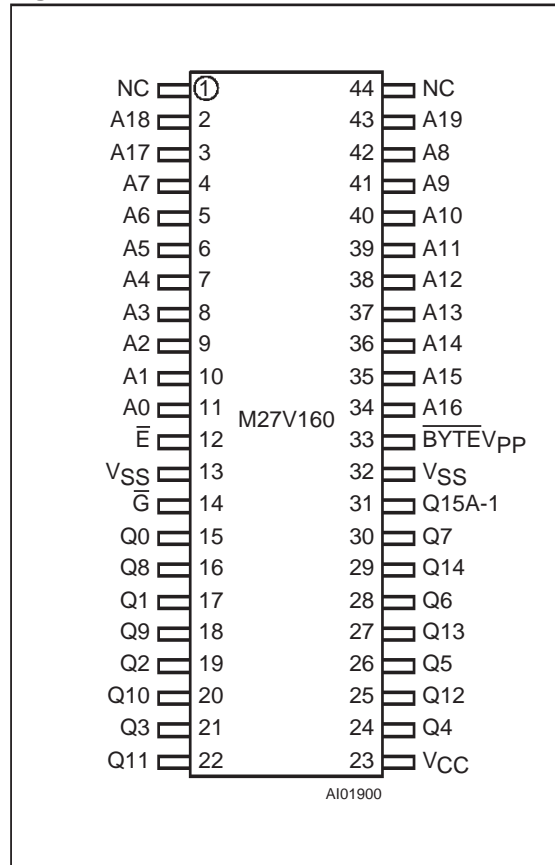 NC 1 44 NC
A18 2 43 A19
A17 3 42 A8
A7 4 41 A9
A6 5 40 A10
A5 6 39 A11
A4 7 38 A12
A3 8 37 A13
A2 9 36 A14
A1 10 35 A15
A0 11 34 A16
M27V160
E̅ 12 33 B̅Y̅T̅E̅VPP
VSS 13 32 VSS
G̅ 14 31 Q15A-1
Q0 15 30 Q7
Q8 16 29 Q14
Q1 17 28 Q6
Q9 18 27 Q13
Q2 19 26 Q5
Q10 20 25 Q12
Q3 21 24 Q4
Q11 22 23 VCC
AI01900